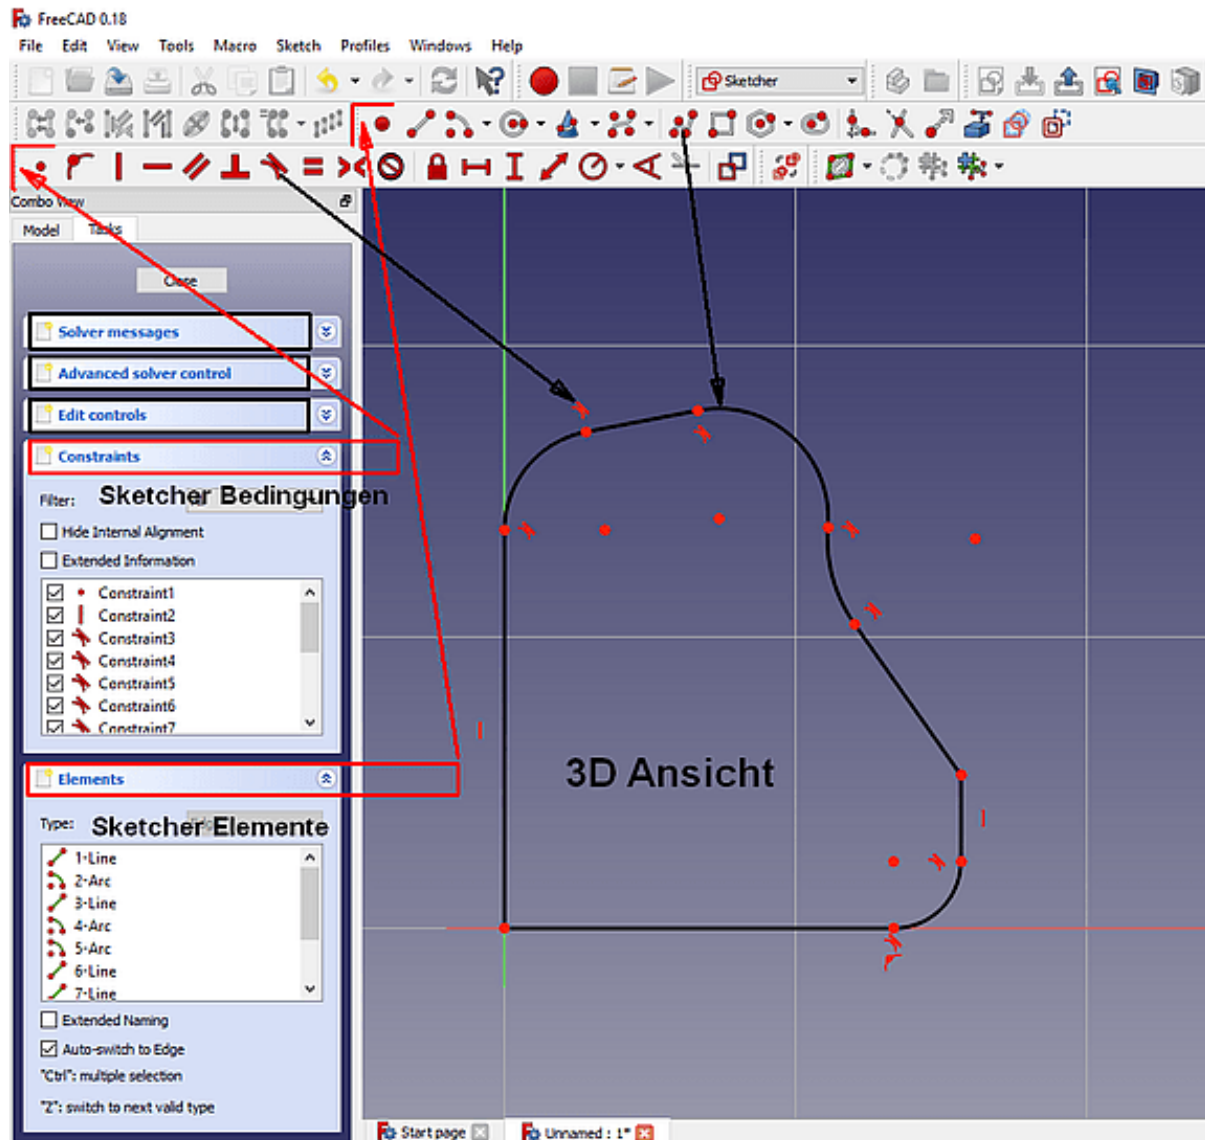 FreeCAD 0.18
File Edit View Tools Macro Sketch Profiles Windows Help
Sketcher
Combo View
Model Tasks
Close
Solver messages
Advanced solver control
Edit controls
Constraints
Filter:
Sketcher Bedingungen
Hide Internal Alignment
Extended Information
Constraint1
Constraint2
Constraint3
Constraint4
Constraint5
Constraint6
Constraint7
Elements
Type:
Sketcher Elemente
1-Line
2-Arc
3-Line
4-Arc
5-Arc
6-Line
7-Line
Extended Naming
Auto-switch to Edge
"Ctrl": multiple selection
"Z": switch to next valid type
3D Ansicht
Start page
Unnamed : 1*